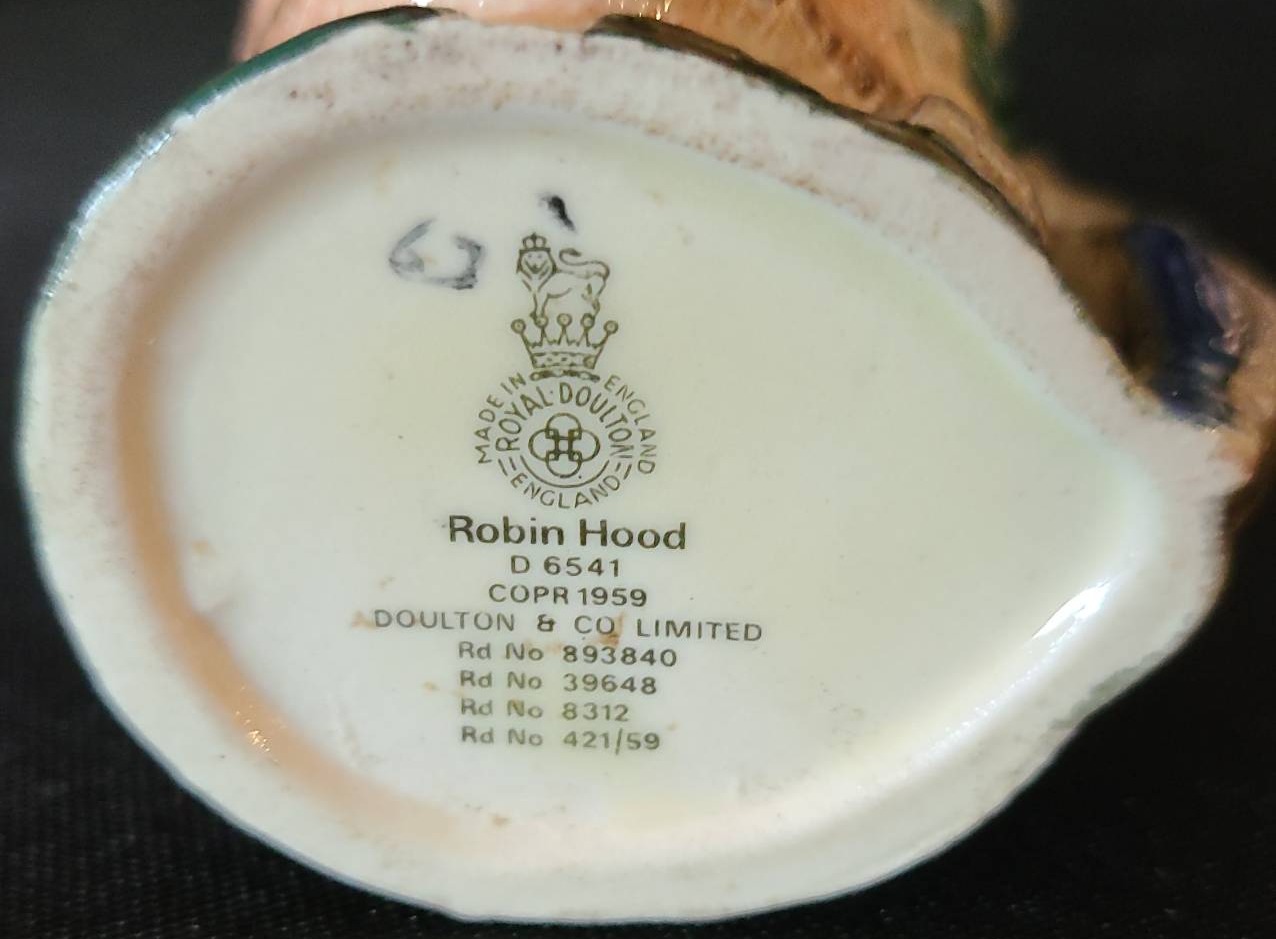 MADE IN ENGLAND
ROYAL·DOULTON
ENGLAND
Robin Hood
D 6541
COPR 1959
DOULTON & CO LIMITED
Rd No 893840
Rd No 39648
Rd No 8312
Rd No 421/59